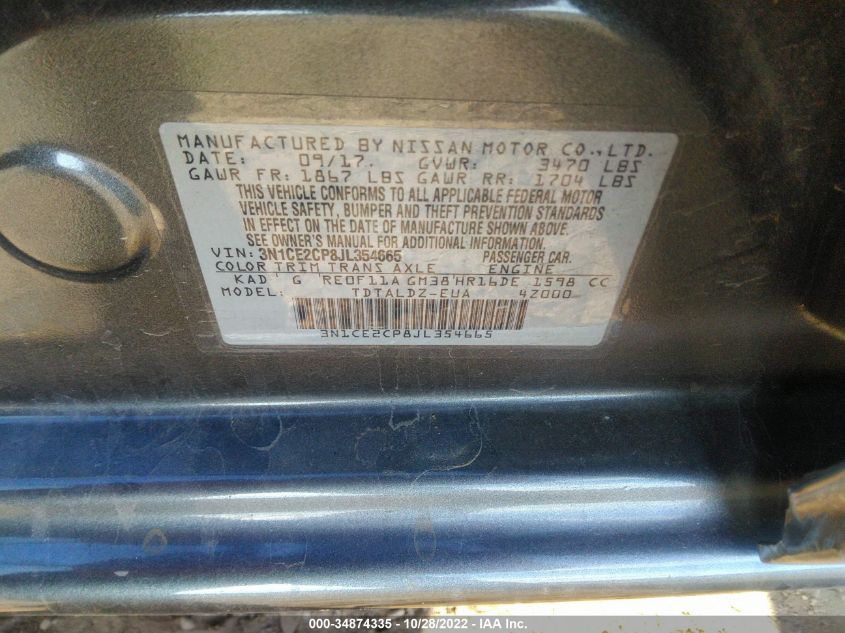 MANUFACTURED BY NISSAN MOTOR CO.,LTD.
DATE: 09/17. GVWR: 3470 LBS
GAWR FR: 1867 LBS GAWR RR: 1704 LBS
THIS VEHICLE CONFORMS TO ALL APPLICABLE FEDERAL MOTOR
VEHICLE SAFETY, BUMPER AND THEFT PREVENTION STANDARDS
IN EFFECT ON THE DATE OF MANUFACTURE SHOWN ABOVE.
SEE OWNER'S MANUAL FOR ADDITIONAL INFORMATION.
VIN: 3N1CE2CP8JL354665 PASSENGER CAR.
COLOR TRIM TRANS AXLE ENGINE
KAD G RE0F11A GM38 HR16DE 1598 CC
MODEL: TDTALDZ-EUA 42000
3N1CE2CP8JL354665
000-34874335 - 10/28/2022 - IAA Inc.